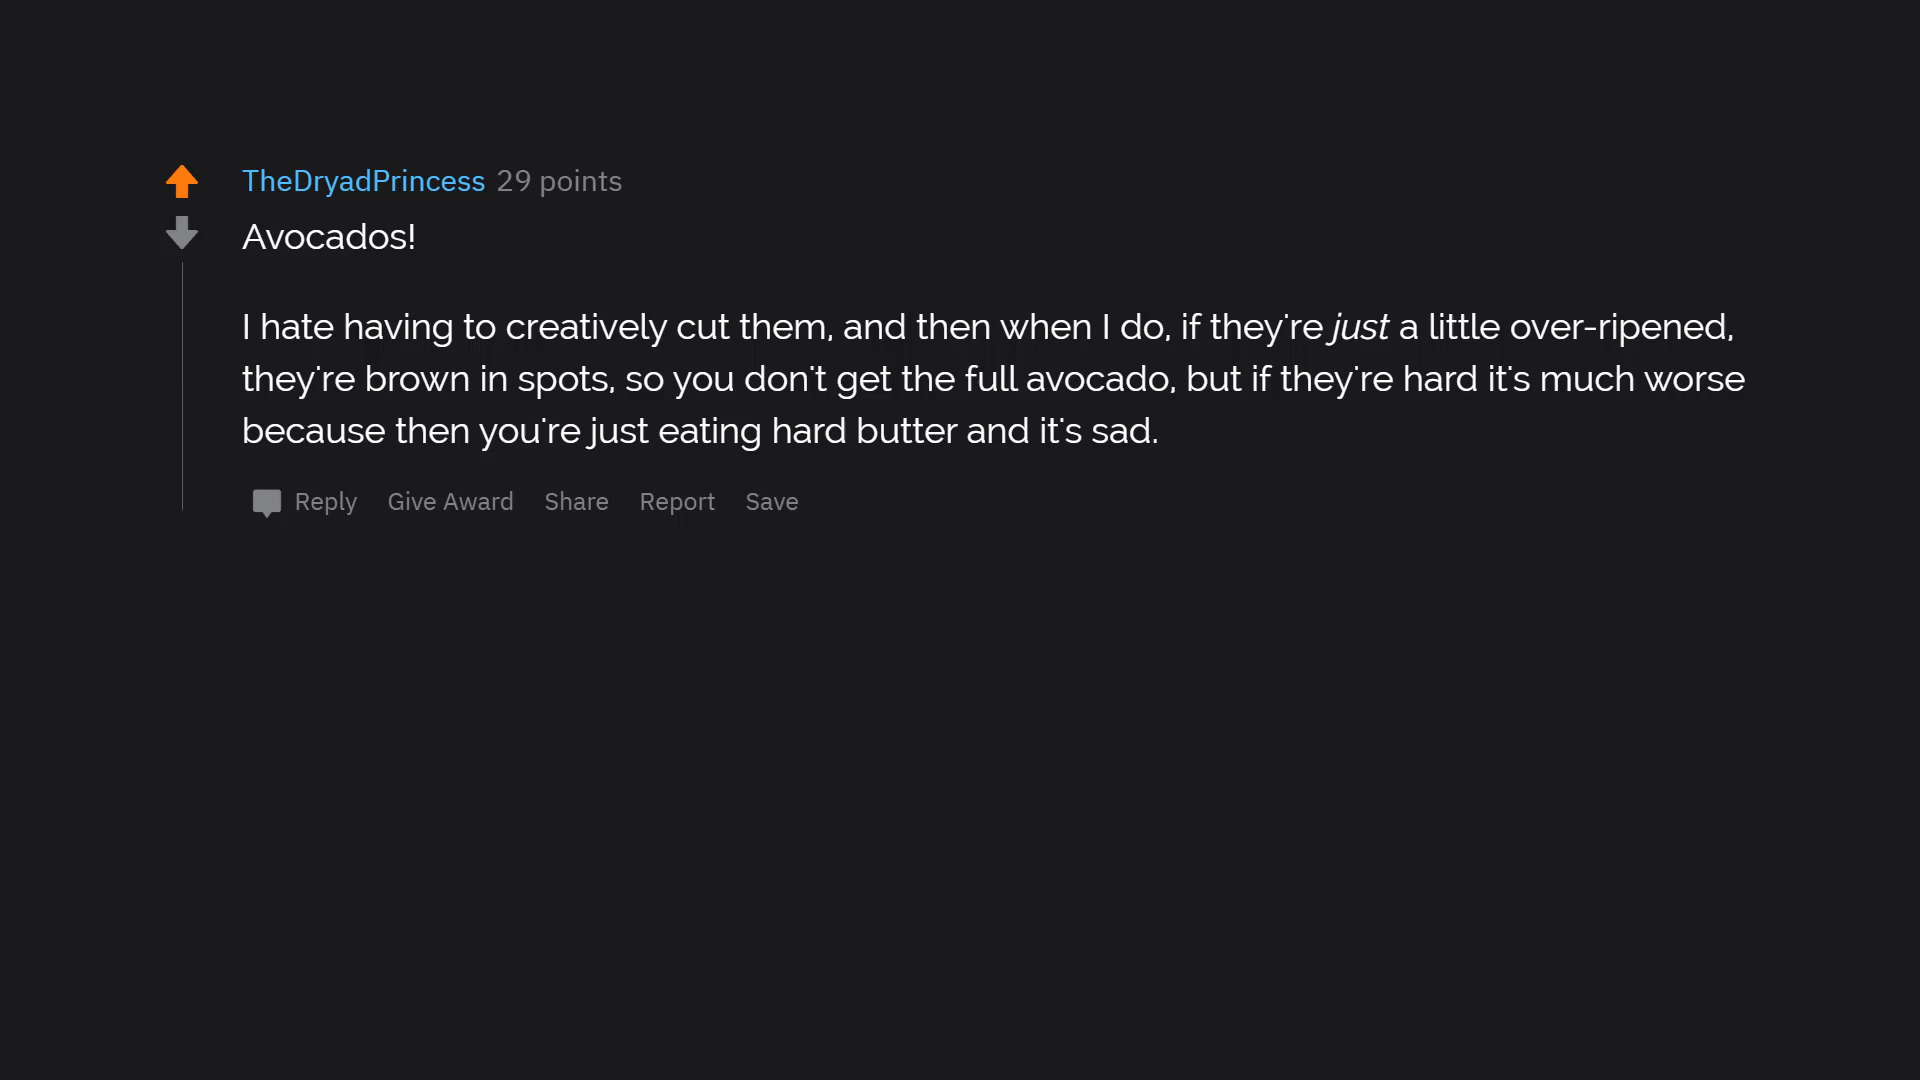 TheDryadPrincess 29 points
Avocados!
I hate having to creatively cut them, and then when I do, if they're just a little over-ripened,
they're brown in spots, so you don't get the full avocado, but if they're hard it's much worse
because then you're just eating hard butter and it's sad.
Reply Give Award Share Report Save